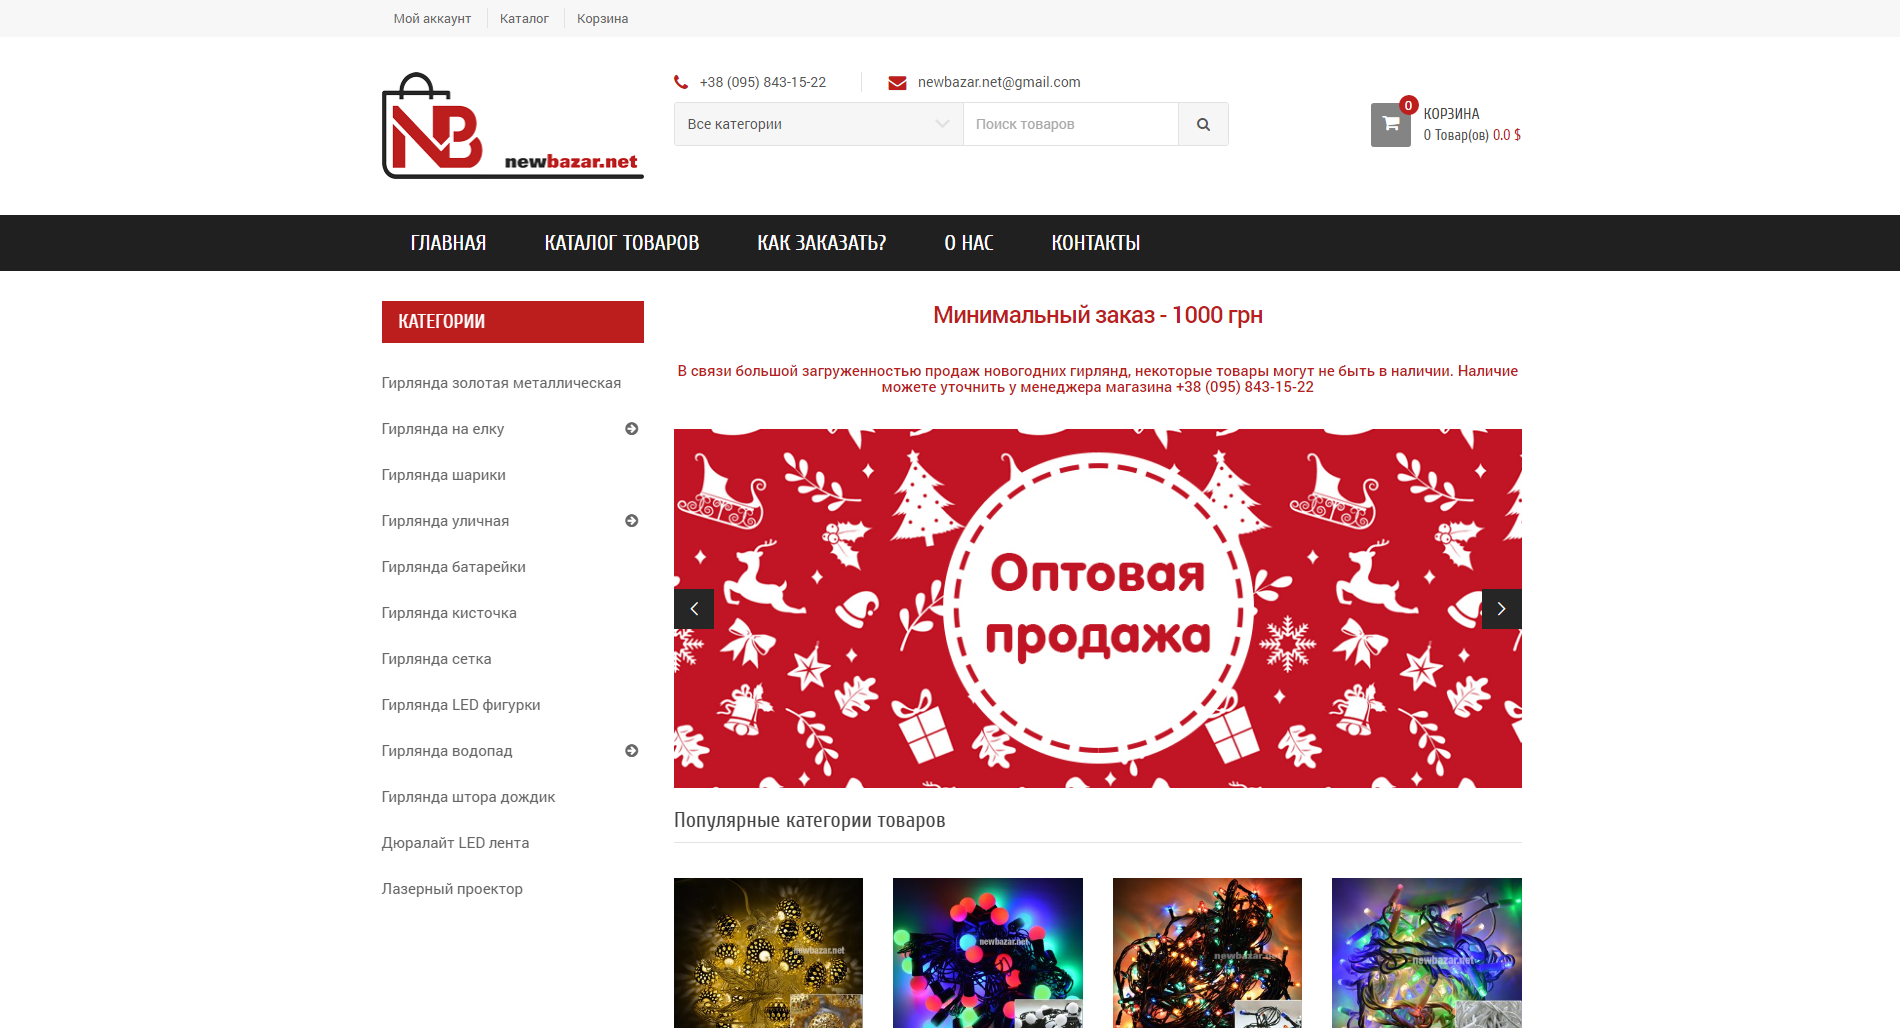 Мой аккаунт
Каталог
Корзина
NB
newbazar.net
+38 (095) 843-15-22
newbazar.net@gmail.com
Все категории
Поиск товаров
0
КОРЗИНА
0 Товар(ов) 0.0 $
ГЛАВНАЯ
КАТАЛОГ ТОВАРОВ
КАК ЗАКАЗАТЬ?
О НАС
КОНТАКТЫ
КАТЕГОРИИ
Гирлянда золотая металлическая
Гирлянда на елку
Гирлянда шарики
Гирлянда уличная
Гирлянда батарейки
Гирлянда кисточка
Гирлянда сетка
Гирлянда LED фигурки
Гирлянда водопад
Гирлянда штора дождик
Дюралайт LED лента
Лазерный проектор
Минимальный заказ - 1000 грн
В связи большой загруженностью продаж новогодних гирлянд, некоторые товары могут не быть в наличии. Наличие
можете уточнить у менеджера магазина +38 (095) 843-15-22
Оптовая
продажа
Популярные категории товаров
newbazar.net
newbazar.net
newbazar.net
newbazar.net